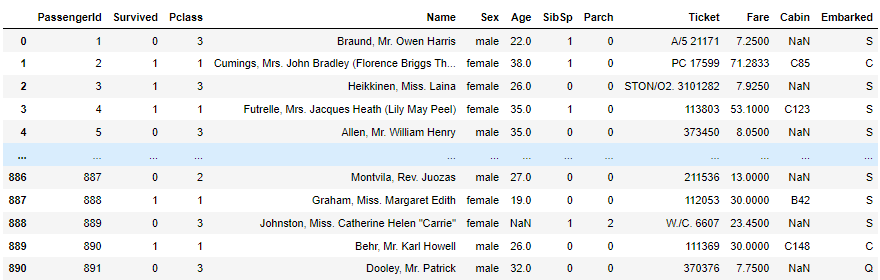 PassengerId Survived Pclass Name Sex Age SibSp Parch Ticket Fare Cabin Embarked
0 1 0 3 Braund, Mr. Owen Harris male 22.0 1 0 A/5 21171 7.2500 NaN S
1 2 1 1 Cumings, Mrs. John Bradley (Florence Briggs Th... female 38.0 1 0 PC 17599 71.2833 C85 C
2 3 1 3 Heikkinen, Miss. Laina female 26.0 0 0 STON/O2. 3101282 7.9250 NaN S
3 4 1 1 Futrelle, Mrs. Jacques Heath (Lily May Peel) female 35.0 1 0 113803 53.1000 C123 S
4 5 0 3 Allen, Mr. William Henry male 35.0 0 0 373450 8.0500 NaN S
... ... ... ... ... ... ... ... ... ... ... ... ...
886 887 0 2 Montvila, Rev. Juozas male 27.0 0 0 211536 13.0000 NaN S
887 888 1 1 Graham, Miss. Margaret Edith female 19.0 0 0 112053 30.0000 B42 S
888 889 0 3 Johnston, Miss. Catherine Helen "Carrie" female NaN 1 2 W./C. 6607 23.4500 NaN S
889 890 1 1 Behr, Mr. Karl Howell male 26.0 0 0 111369 30.0000 C148 C
890 891 0 3 Dooley, Mr. Patrick male 32.0 0 0 370376 7.7500 NaN Q